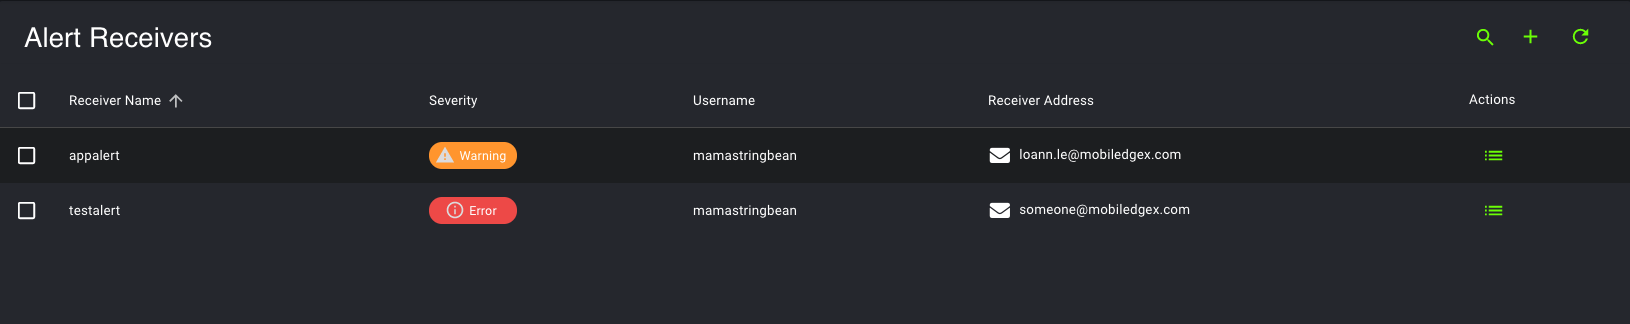 Alert Receivers
Receiver Name Severity Username Receiver Address Actions
appalert Warning mamastringbean loann.le@mobiledgex.com
testalert Error mamastringbean someone@mobiledgex.com